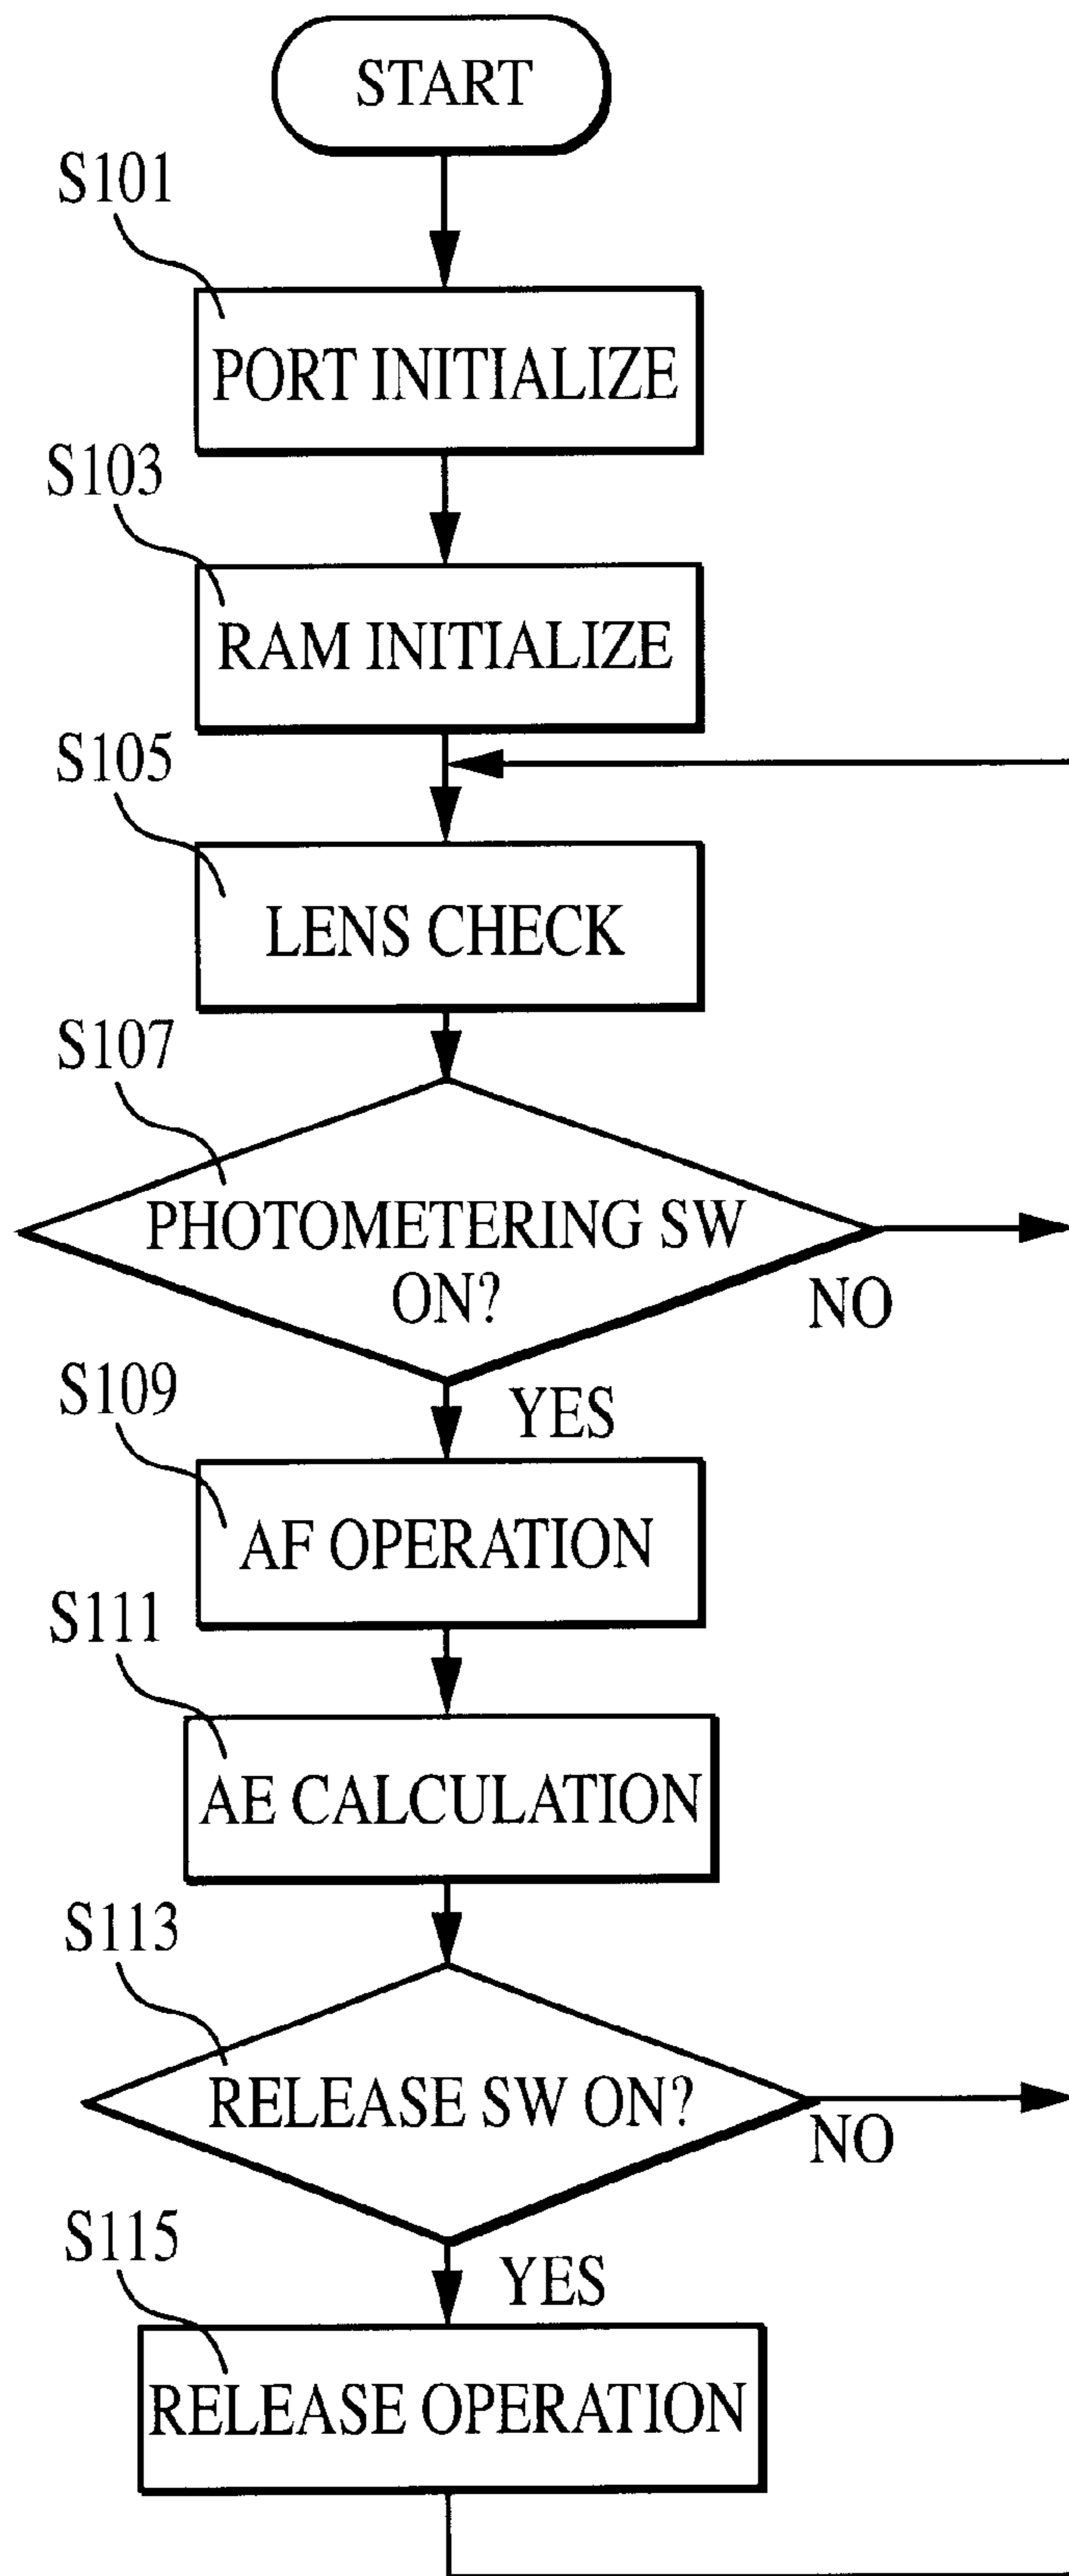 START
S101
PORT INITIALIZE
S103
RAM INITIALIZE
S105
LENS CHECK
S107
PHOTOMETERING SW
ON?
NO
YES
S109
AF OPERATION
S111
AE CALCULATION
S113
RELEASE SW ON?
NO
YES
S115
RELEASE OPERATION